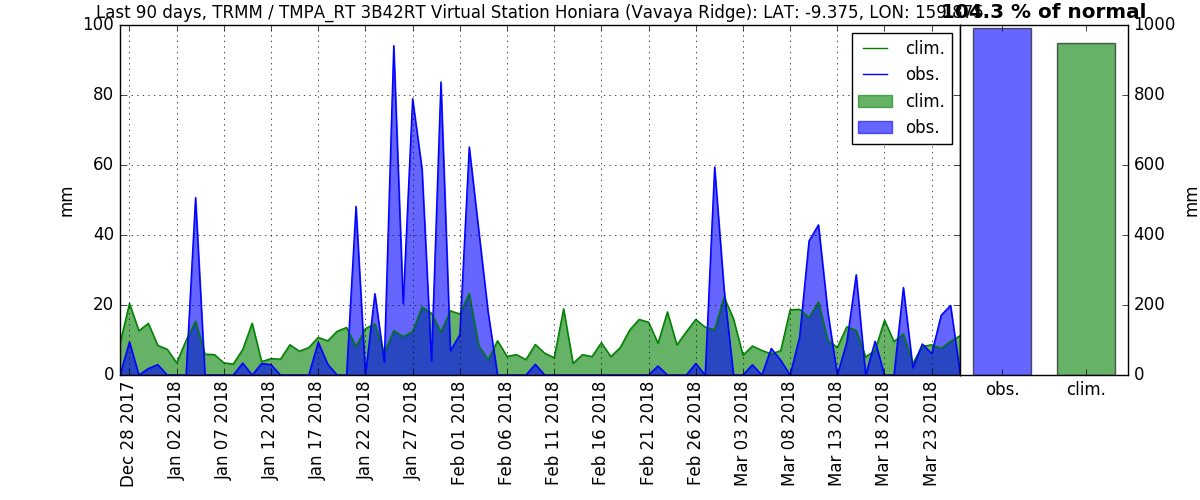 Last 90 days, TRMM / TMPA_RT 3B42RT Virtual Station Honiara (Vavaya Ridge): LAT: -9.375, LON:
104.3 % of normal
100
80
60
40
20
0
mm
clim.
obs.
clim.
obs.
1000
800
600
400
200
0
mm
obs.
clim.
Dec 28 2017
Jan 02 2018
Jan 07 2018
Jan 12 2018
Jan 17 2018
Jan 22 2018
Jan 27 2018
Feb 01 2018
Feb 06 2018
Feb 11 2018
Feb 16 2018
Feb 21 2018
Feb 26 2018
Mar 03 2018
Mar 08 2018
Mar 13 2018
Mar 18 2018
Mar 23 2018